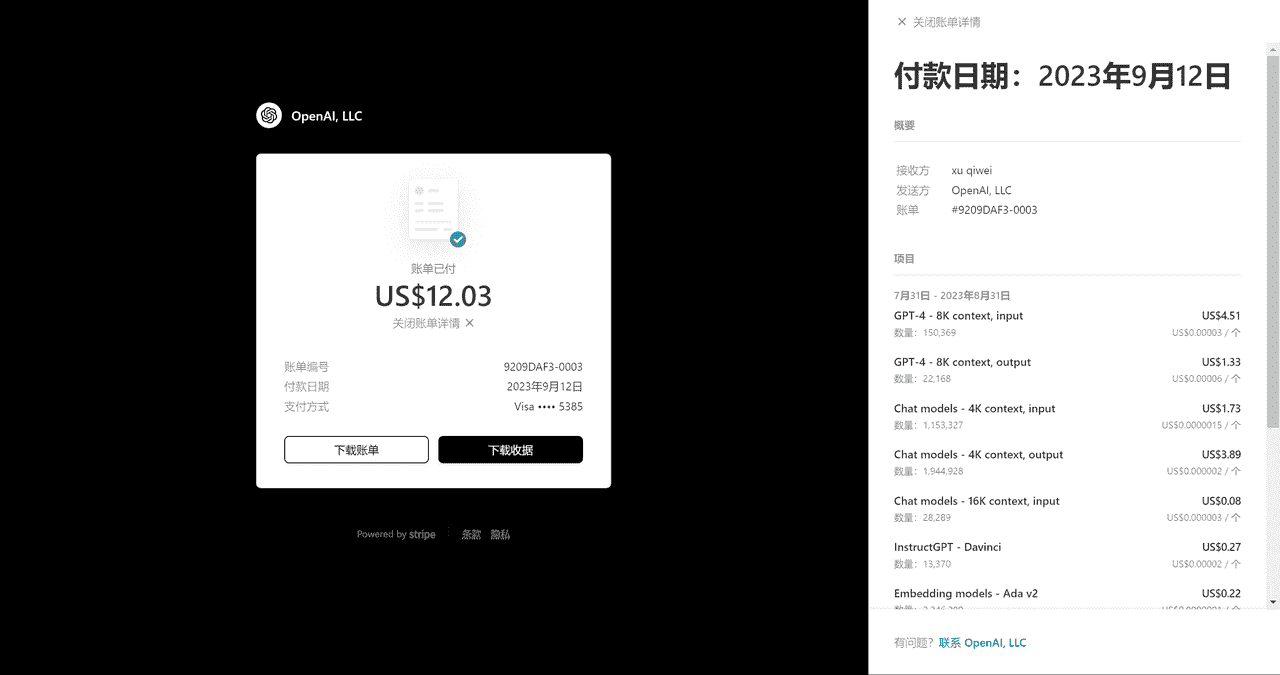 OpenAI, LLC
账单已付
US$12.03
关闭账单详情 ✕
账单编号 9209DAF3-0003
付款日期 2023年9月12日
支付方式 Visa •••• 5385
下载账单 下载收据
Powered by stripe 条款 隐私
✕ 关闭账单详情
付款日期：2023年9月12日
概要
接收方 xu qiwei
发送方 OpenAI, LLC
账单 #9209DAF3-0003
项目
7月31日 - 2023年8月31日
GPT-4 - 8K context, input US$4.51
数量：150,369 US$0.00003 / 个
GPT-4 - 8K context, output US$1.33
数量：22,168 US$0.00006 / 个
Chat models - 4K context, input US$1.73
数量：1,153,327 US$0.0000015 / 个
Chat models - 4K context, output US$3.89
数量：1,944,928 US$0.000002 / 个
Chat models - 16K context, input US$0.08
数量：28,289 US$0.000003 / 个
InstructGPT - Davinci US$0.27
数量：13,370 US$0.00002 / 个
Embedding models - Ada v2 US$0.22
有问题？联系 OpenAI, LLC